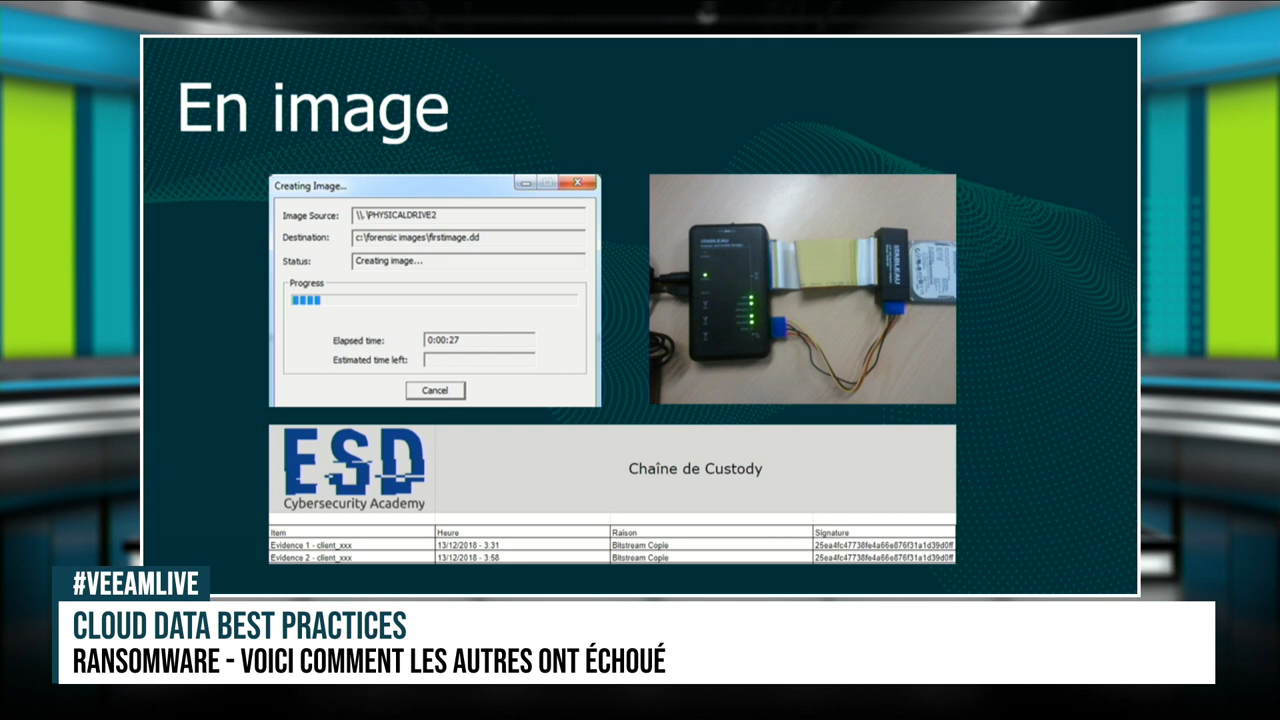 En image
Creating Image...
Image Source: \\.\PHYSICALDRIVE2
Destination: c:\forensic images\firstimage.dd
Status: Creating image...
Progress
Elapsed time: 0:00:27
Estimated time left:
Cancel
TABLEAU
TABLEAU
ESD
Cybersecurity Academy
Chaîne de Custody
Item Heure Raison Signature
Evidence 1 - client_xxx 13/12/2018 - 3.31 Bitstream Copie 25ea4fc47738fe4a66e876f31a1d39d0ff
Evidence 2 - client_xxx 13/12/2018 - 3.58 Bitstream Copie 25ea4fc47738fe4a66e876f31a1d39d0ff
#VEEAMLIVE
CLOUD DATA BEST PRACTICES
RANSOMWARE - VOICI COMMENT LES AUTRES ONT ÉCHOUÉ